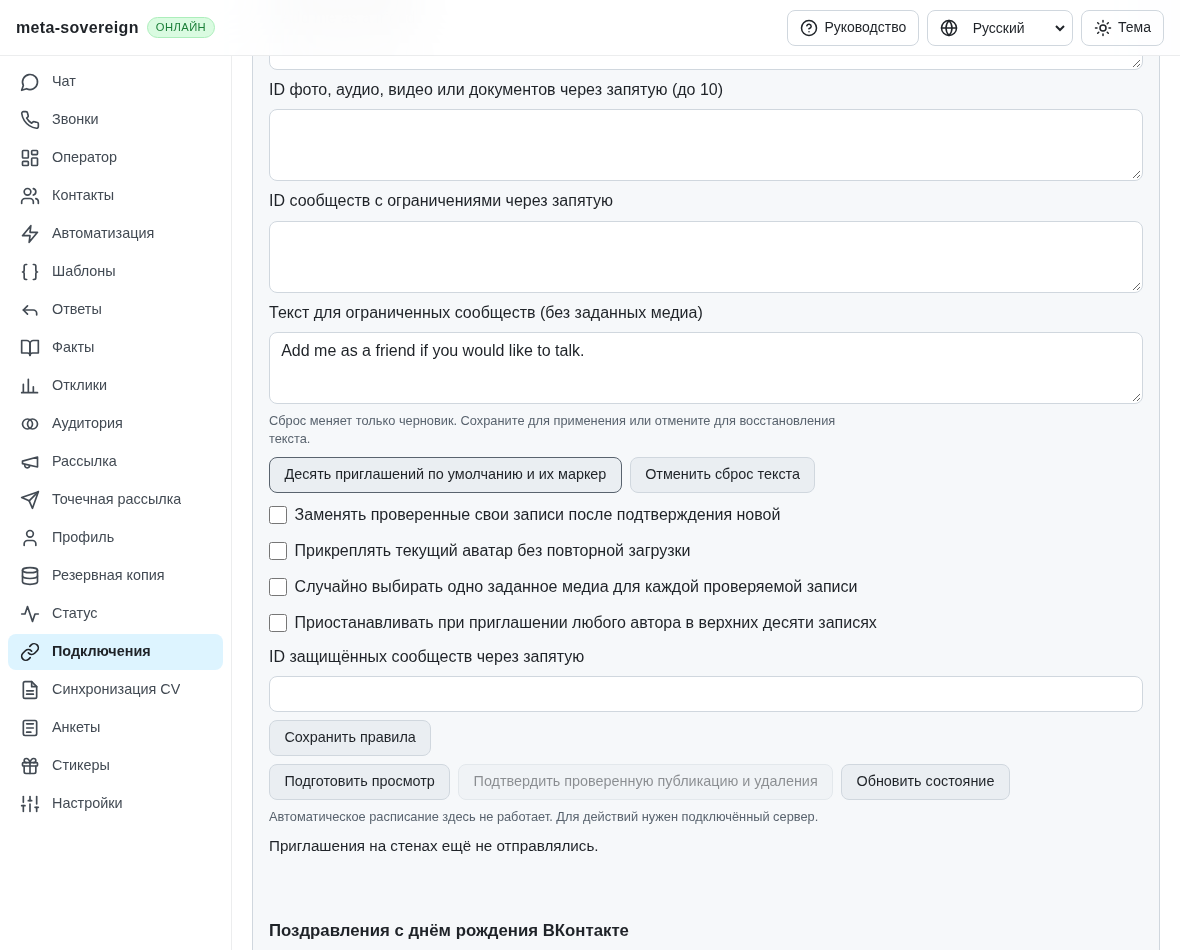 meta-sovereign ОНЛАЙН Руководство Русский Тема
Чат
Звонки
Оператор
Контакты
Автоматизация
Шаблоны
Ответы
Факты
Отклики
Аудитория
Рассылка
Точечная рассылка
Профиль
Резервная копия
Статус
Подключения
Синхронизация CV
Анкеты
Стикеры
Настройки
ID фото, аудио, видео или документов через запятую (до 10)
ID сообществ с ограничениями через запятую
Текст для ограниченных сообществ (без заданных медиа)
Add me as a friend if you would like to talk.
Сброс меняет только черновик. Сохраните для применения или отмените для восстановления
текста.
Десять приглашений по умолчанию и их маркер Отменить сброс текста
Заменять проверенные свои записи после подтверждения новой
Прикреплять текущий аватар без повторной загрузки
Случайно выбирать одно заданное медиа для каждой проверяемой записи
Приостанавливать при приглашении любого автора в верхних десяти записях
ID защищённых сообществ через запятую
Сохранить правила
Подготовить просмотр Подтвердить проверенную публикацию и удаления Обновить состояние
Автоматическое расписание здесь не работает. Для действий нужен подключённый сервер.
Приглашения на стенах ещё не отправлялись.
Поздравления с днём рождения ВКонтакте